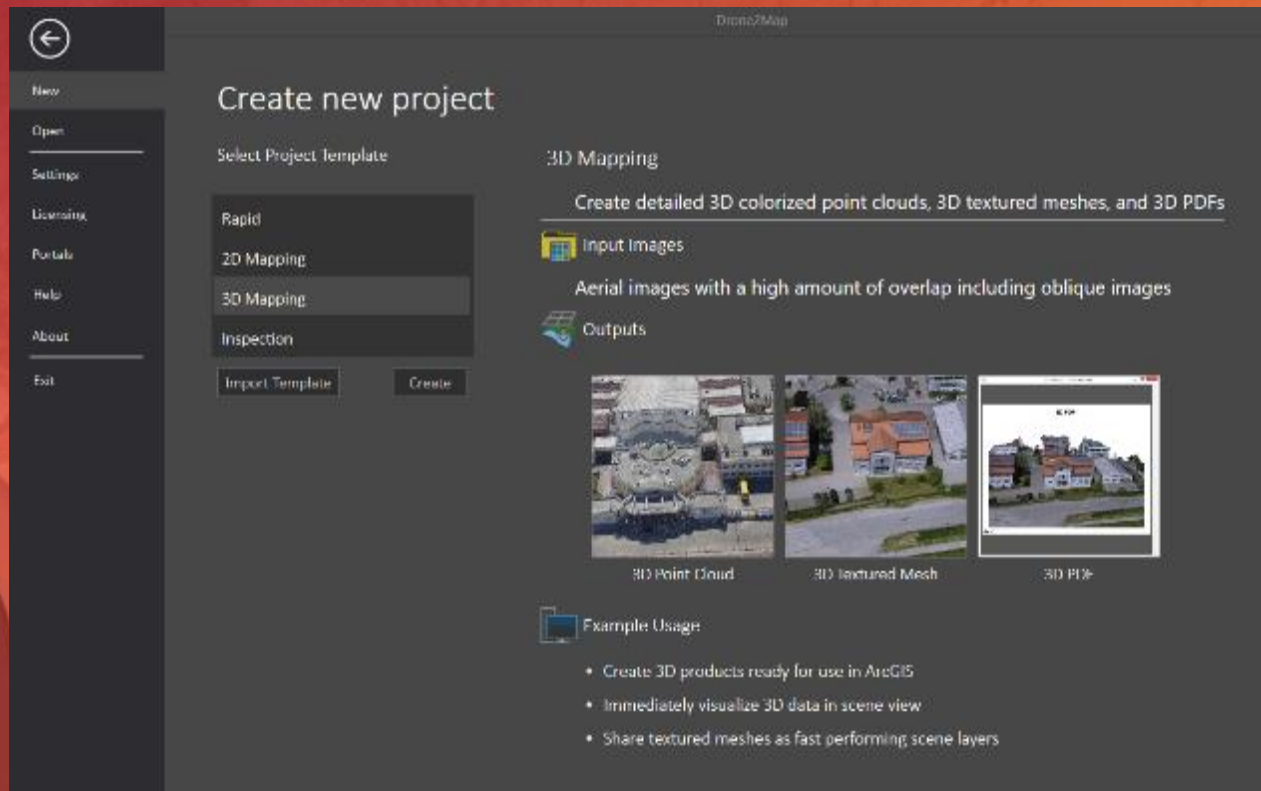 Drone2Map
New
Open
Settings
Licensing
Portals
Help
About
Exit
Create new project
Select Project Template
Rapid
2D Mapping
3D Mapping
Inspection
Import Template
Create
3D Mapping
Create detailed 3D colorized point clouds, 3D textured meshes, and 3D PDFs
Input Images
Aerial images with a high amount of overlap including oblique images
Outputs
3D PDF
3D Point Cloud
3D Textured Mesh
3D PDF
Example Usage
• Create 3D products ready for use in ArcGIS
• Immediately visualize 3D data in scene view
• Share textured meshes as fast performing scene layers